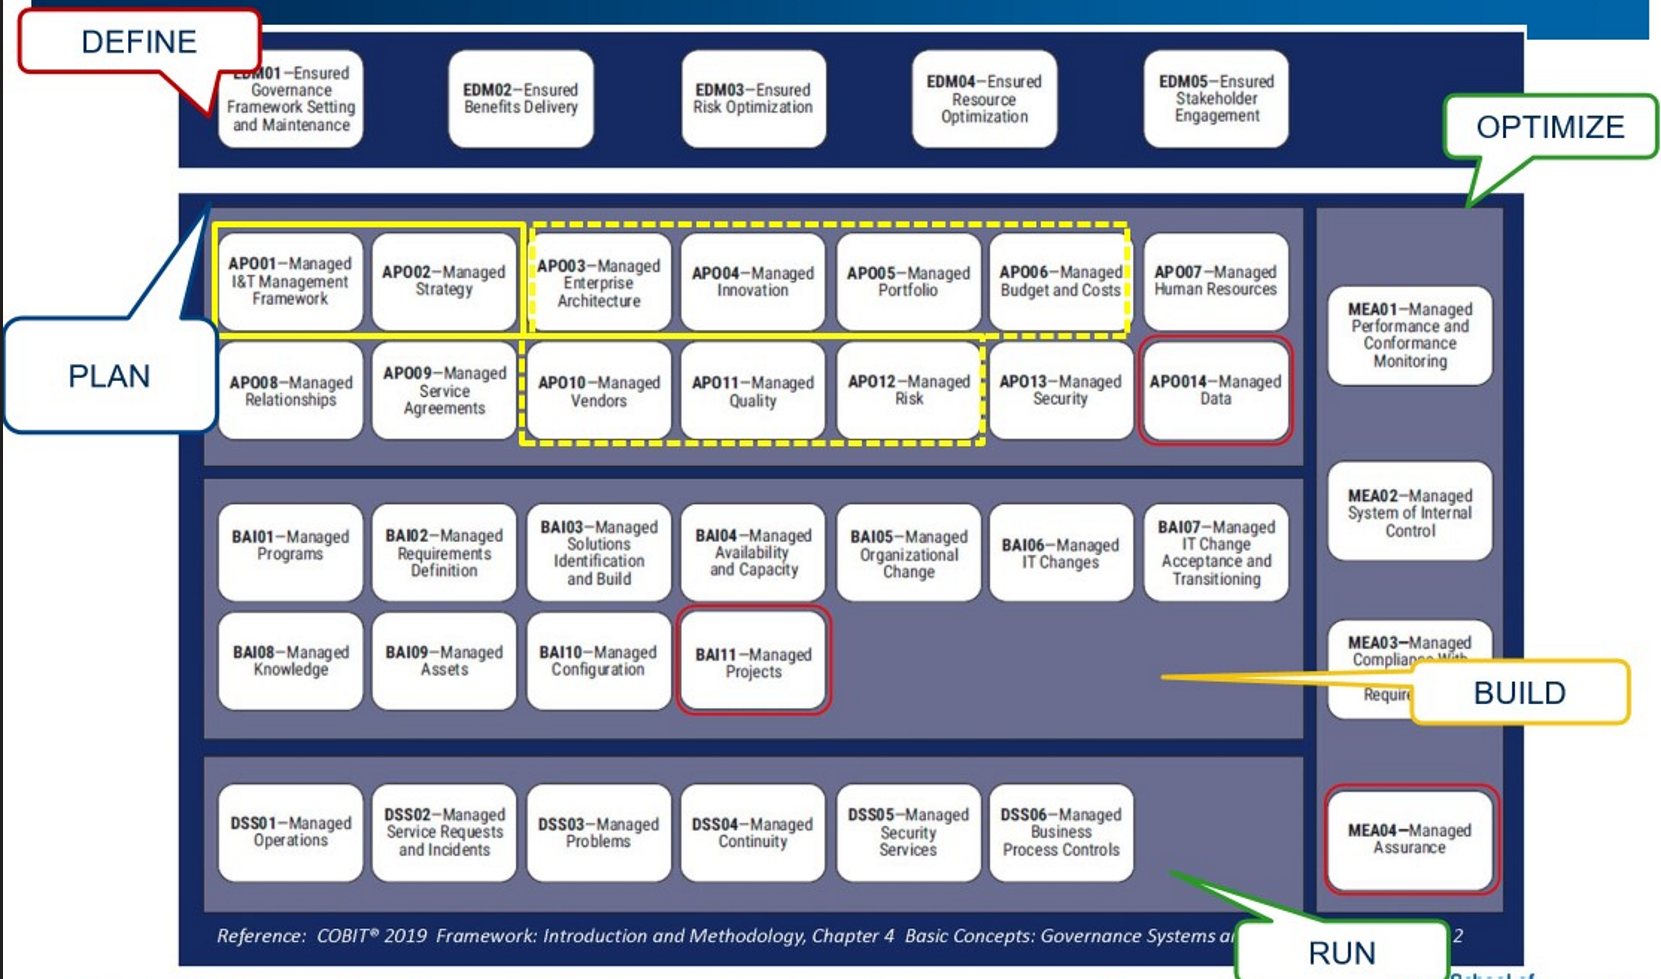 DEFINE
EDM01—Ensured
Governance
Framework Setting
and Maintenance
EDM02—Ensured
Benefits Delivery
EDM03—Ensured
Risk Optimization
EDM04—Ensured
Resource
Optimization
EDM05—Ensured
Stakeholder
Engagement
OPTIMIZE
PLAN
APO01—Managed
I&T Management
Framework
APO02—Managed
Strategy
APO03—Managed
Enterprise
Architecture
APO04—Managed
Innovation
APO05—Managed
Portfolio
APO06—Managed
Budget and Costs
APO07—Managed
Human Resources
APO08—Managed
Relationships
APO09—Managed
Service
Agreements
APO10—Managed
Vendors
APO11—Managed
Quality
APO12—Managed
Risk
APO13—Managed
Security
APO014—Managed
Data
MEA01—Managed
Performance and
Conformance
Monitoring
MEA02—Managed
System of Internal
Control
MEA03—Managed
Compliance With
BUILD
MEA04—Managed
Assurance
BAI01—Managed
Programs
BAI02—Managed
Requirements
Definition
BAI03—Managed
Solutions
Identification
and Build
BAI04—Managed
Availability
and Capacity
BAI05—Managed
Organizational
Change
BAI06—Managed
IT Changes
BAI07—Managed
IT Change
Acceptance and
Transitioning
BAI08—Managed
Knowledge
BAI09—Managed
Assets
BAI10—Managed
Configuration
BAI11—Managed
Projects
DSS01—Managed
Operations
DSS02—Managed
Service Requests
and Incidents
DSS03—Managed
Problems
DSS04—Managed
Continuity
DSS05—Managed
Security
Services
DSS06—Managed
Business
Process Controls
Reference: COBIT® 2019 Framework: Introduction and Methodology, Chapter 4 Basic Concepts: Governance Systems 2
RUN
School of